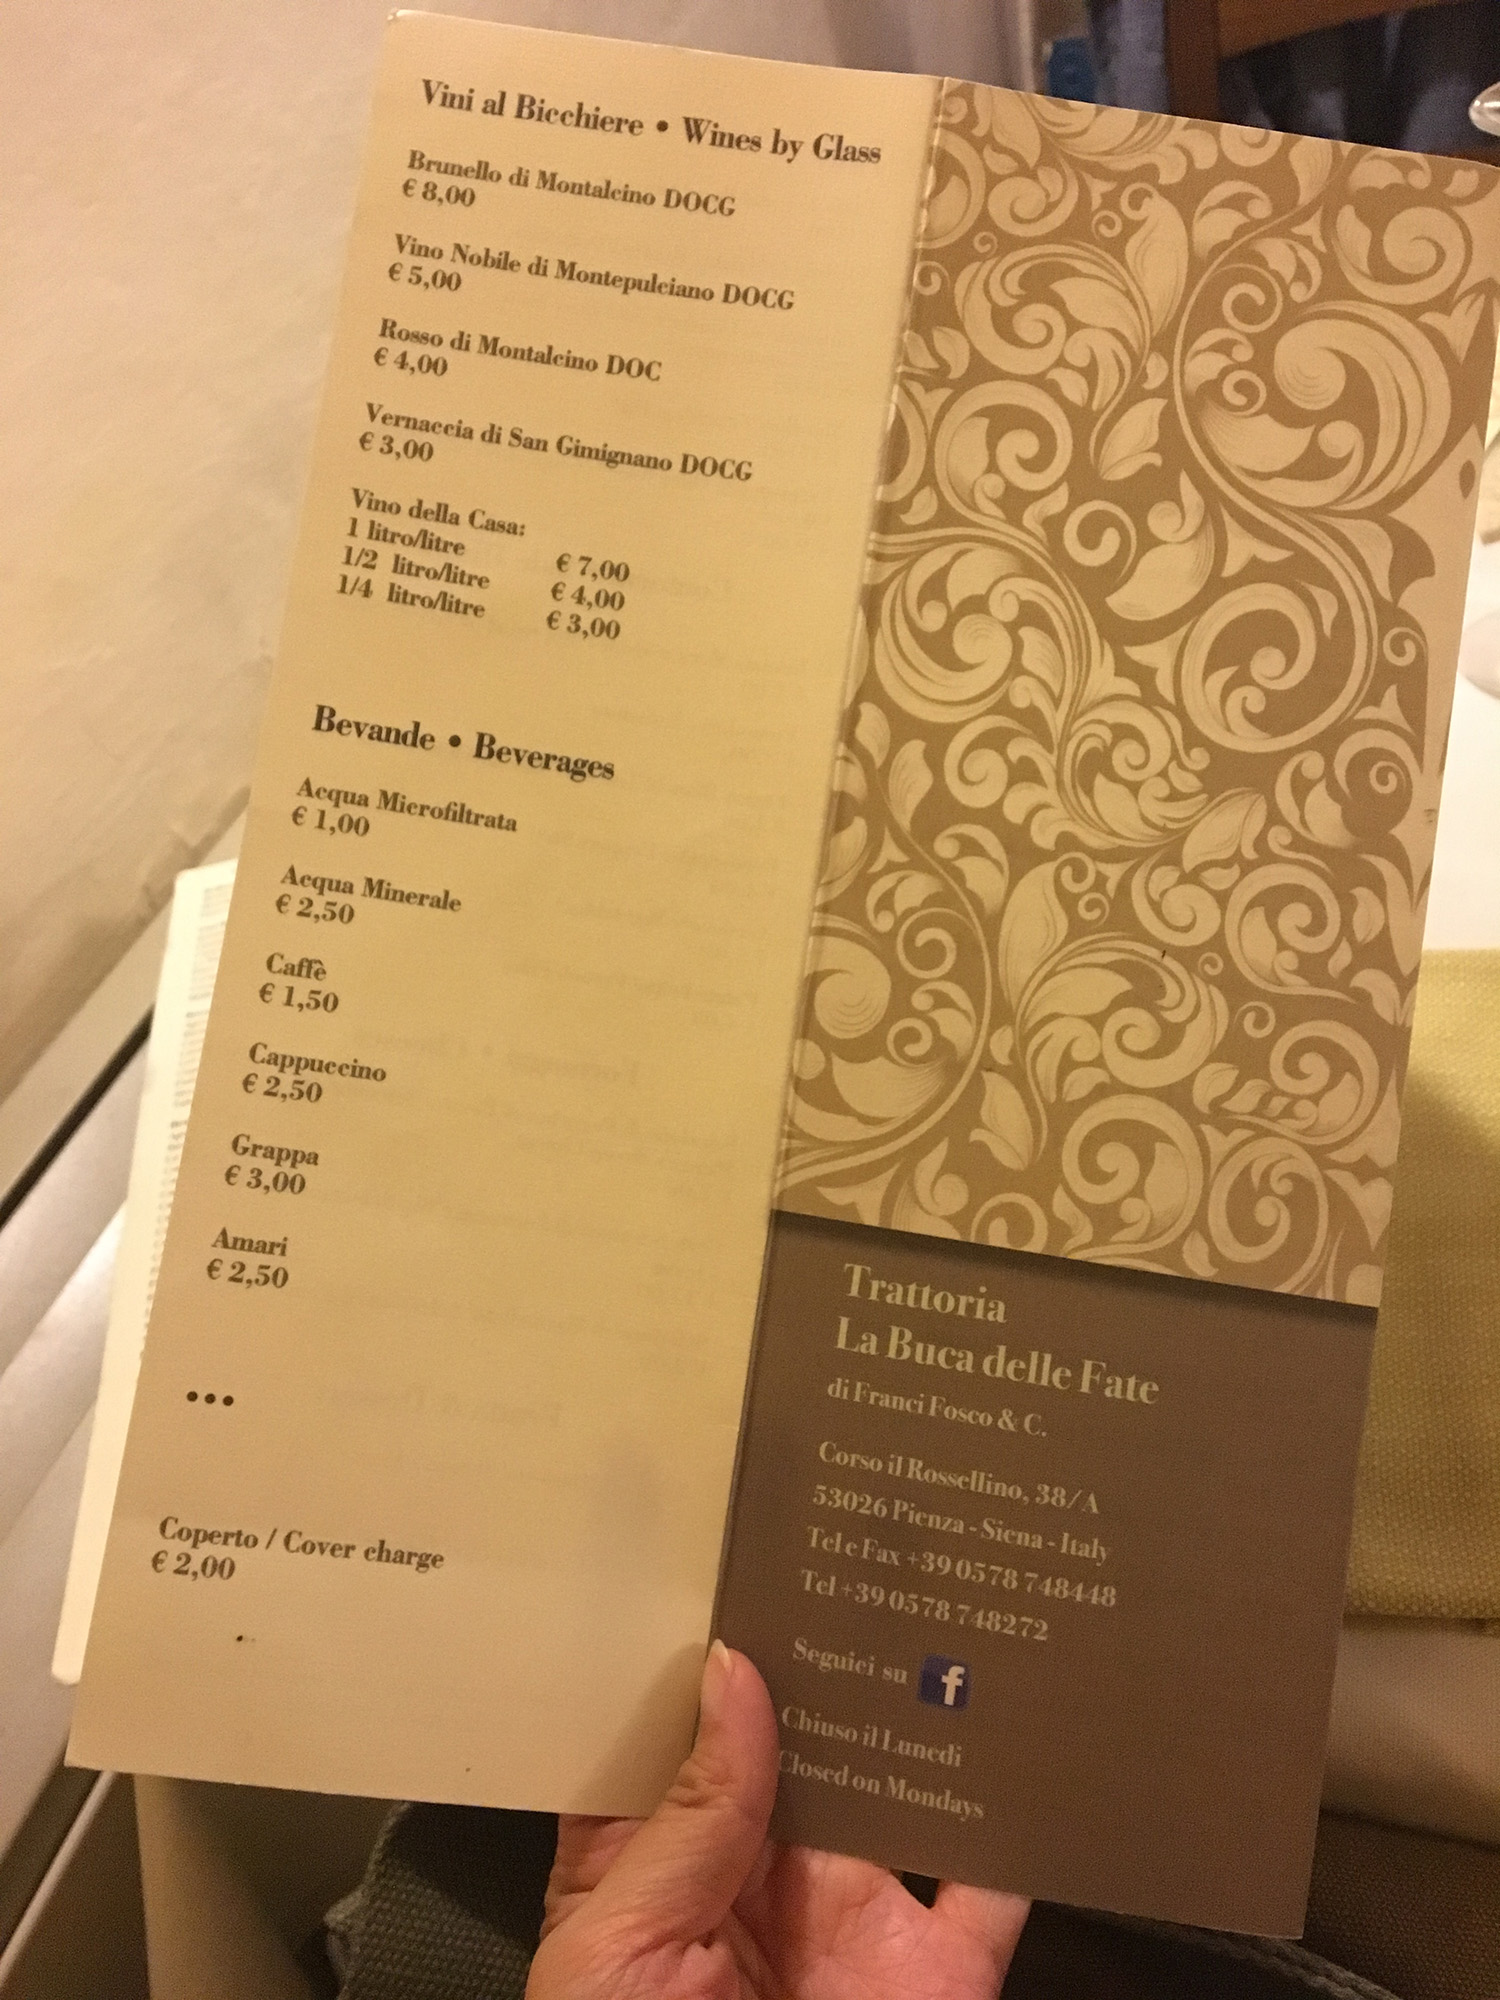 Vini al Bicchiere • Wines by Glass
Brunello di Montalcino DOCG
€ 8,00
Vino Nobile di Montepulciano DOCG
€ 5,00
Rosso di Montalcino DOC
€ 4,00
Vernaccia di San Gimignano DOCG
€ 3,00
Vino della Casa:
1 litro/litre € 7,00
1/2 litro/litre € 4,00
1/4 litro/litre € 3,00
Bevande • Beverages
Acqua Microfiltrata
€ 1,00
Acqua Minerale
€ 2,50
Caffè
€ 1,50
Cappuccino
€ 2,50
Grappa
€ 3,00
Amari
€ 2,50
•••
Coperto / Cover charge
€ 2,00
Trattoria
La Buca delle Fate
di Franci Fosco & C.
Corso il Rossellino, 38/A
53026 Pienza - Siena - Italy
Tel e Fax +39 0578 748448
Tel +39 0578 748272
Seguici su f
Chiuso il Lunedì
Closed on Mondays